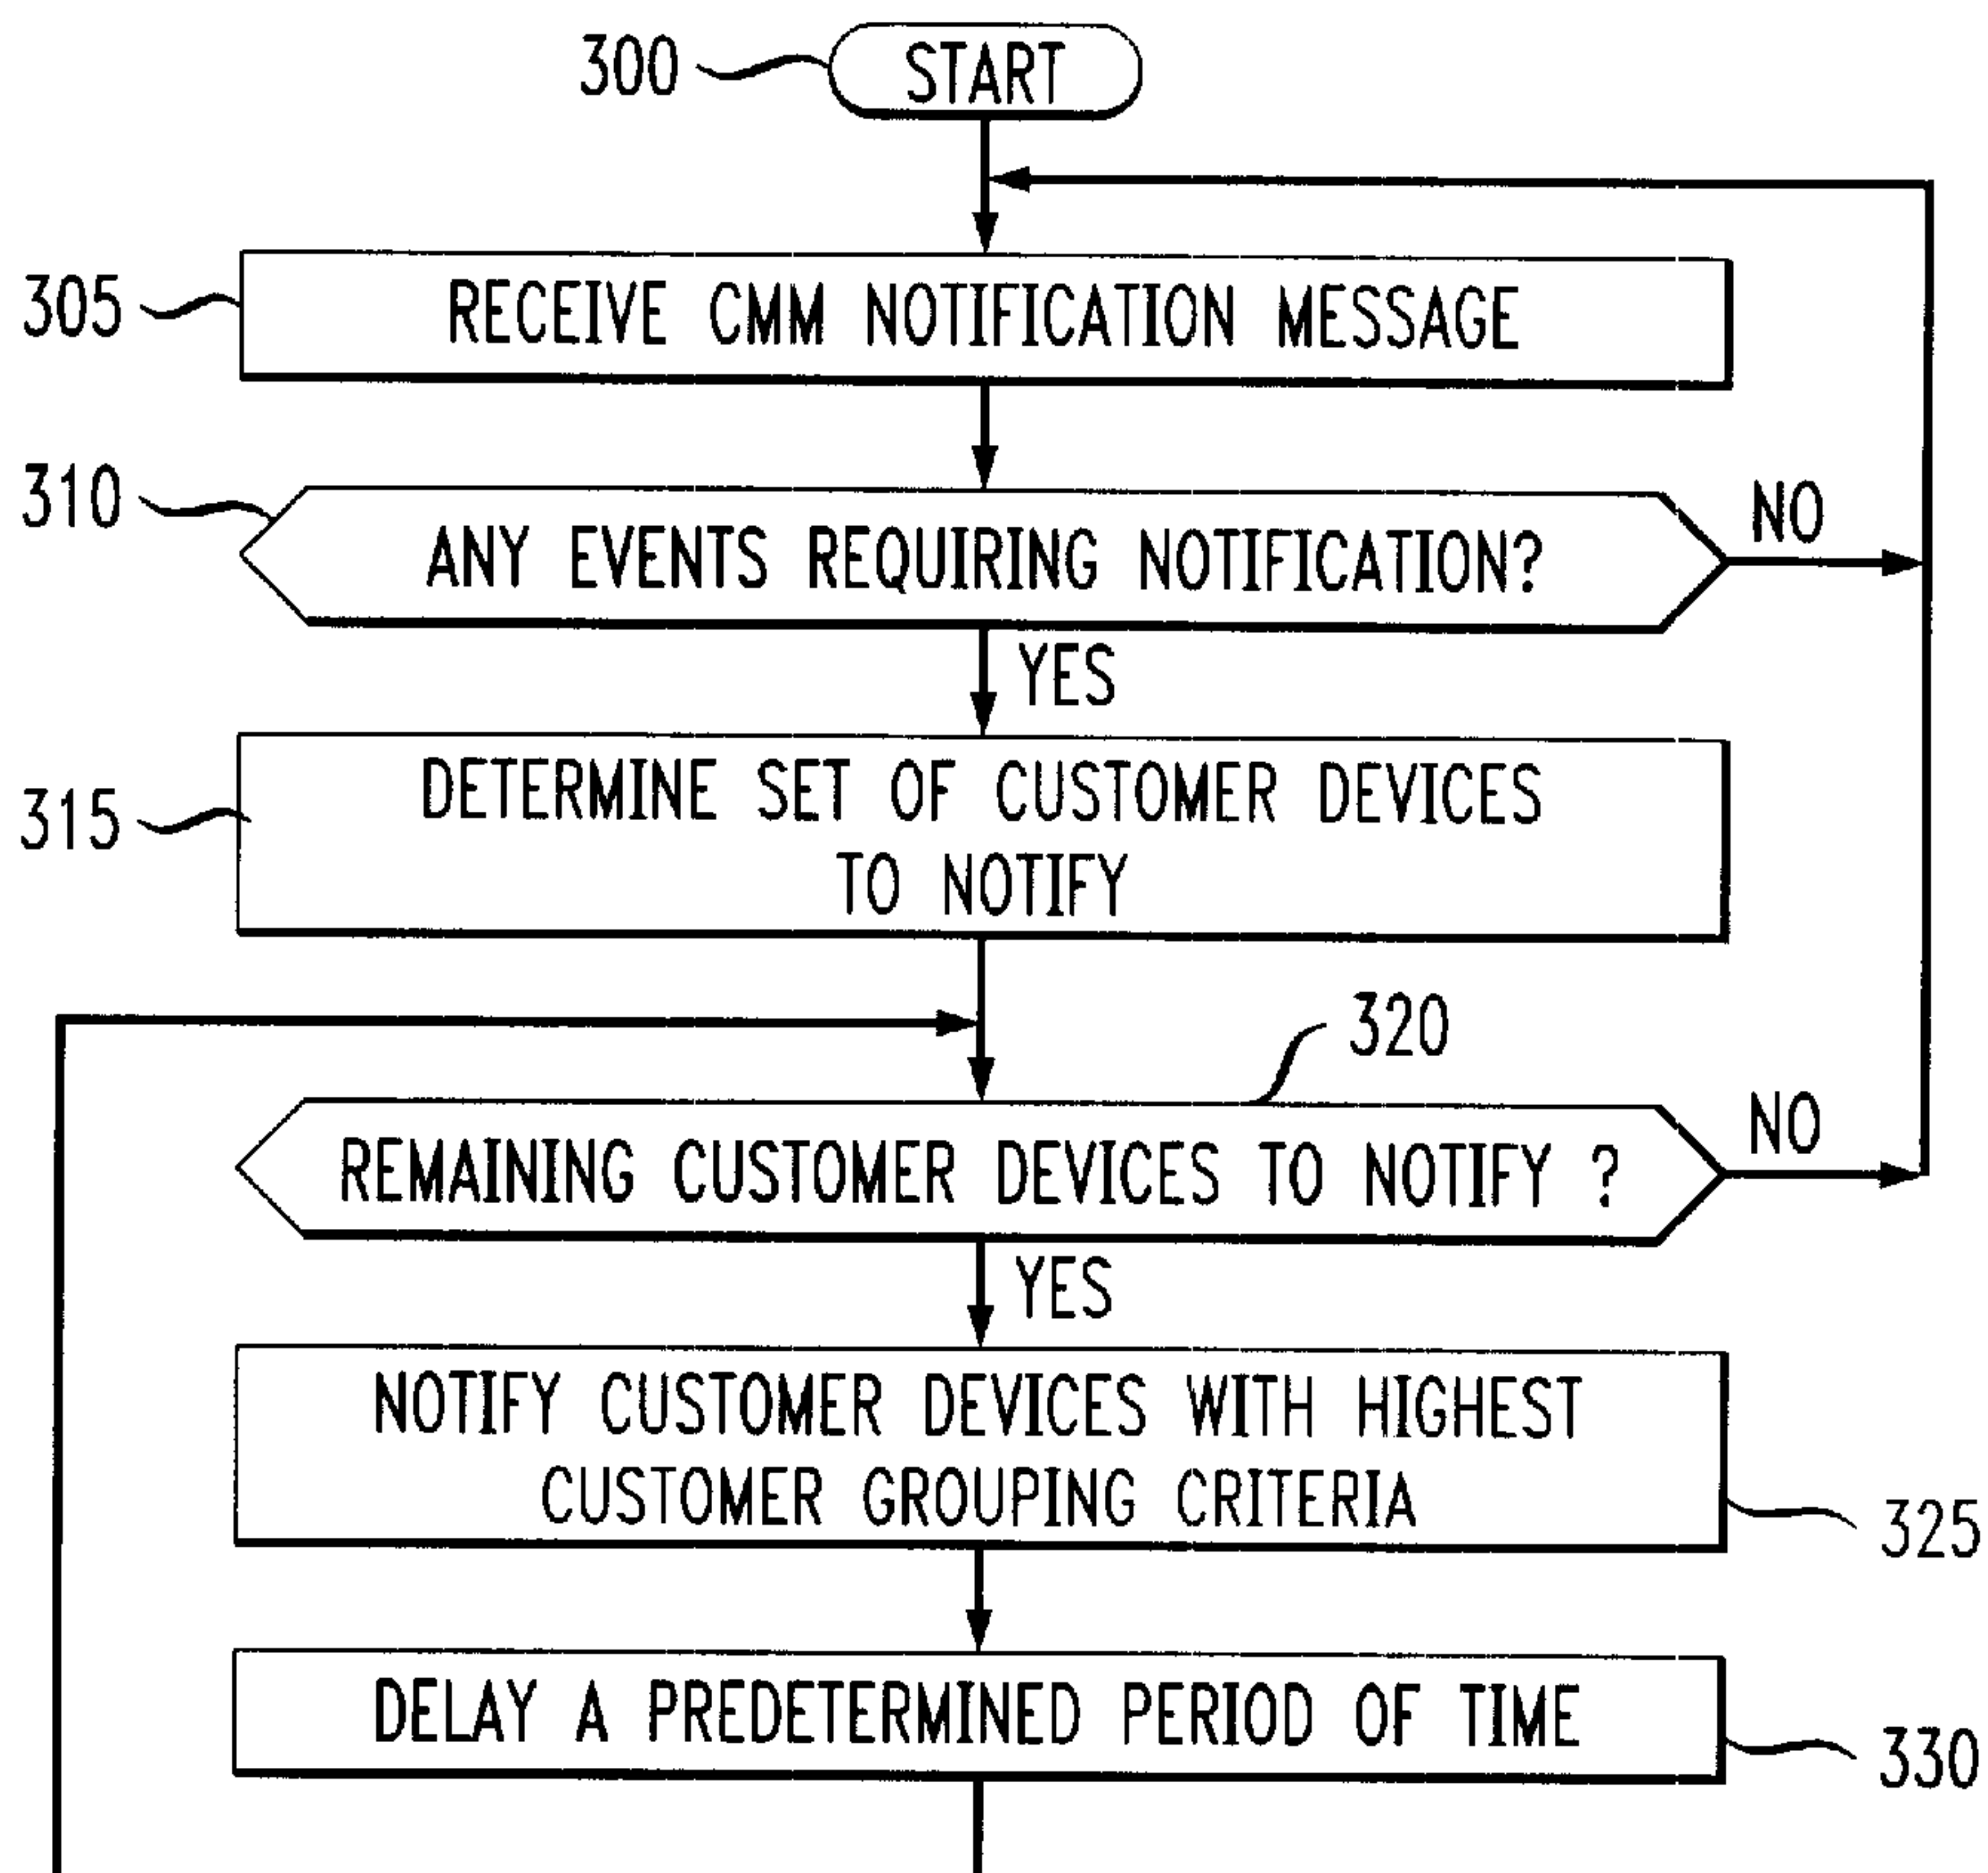 300
START
305
RECEIVE CMM NOTIFICATION MESSAGE
310
ANY EVENTS REQUIRING NOTIFICATION?
NO
YES
315
DETERMINE SET OF CUSTOMER DEVICES
TO NOTIFY
320
REMAINING CUSTOMER DEVICES TO NOTIFY ?
NO
YES
NOTIFY CUSTOMER DEVICES WITH HIGHEST
CUSTOMER GROUPING CRITERIA
325
DELAY A PREDETERMINED PERIOD OF TIME
330